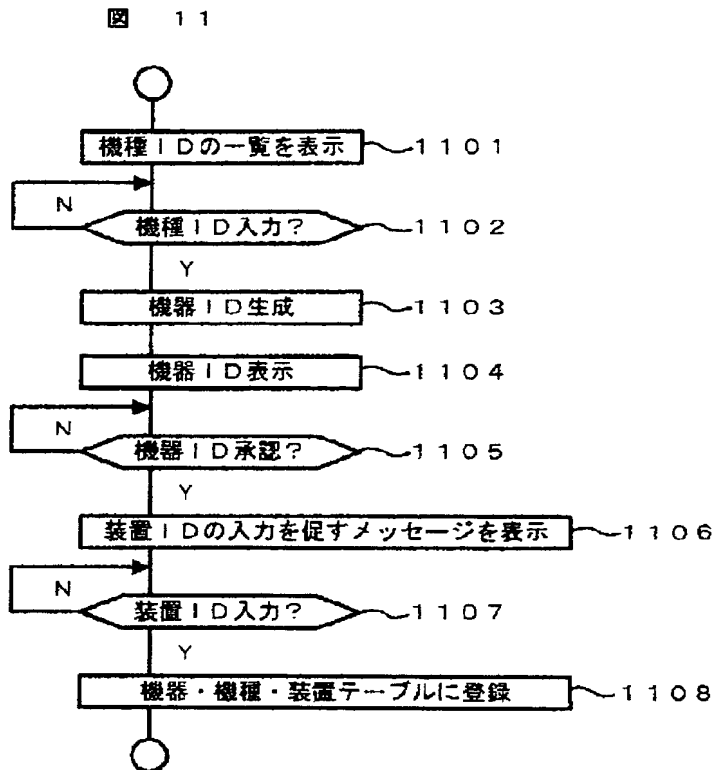 図 11
機種IDの一覧を表示 1101
N
機種ID入力? 1102
Y
機器ID生成 1103
機器ID表示 1104
N
機器ID承認? 1105
Y
装置IDの入力を促すメッセージを表示 1106
N
装置ID入力? 1107
Y
機器・機種・装置テーブルに登録 1108